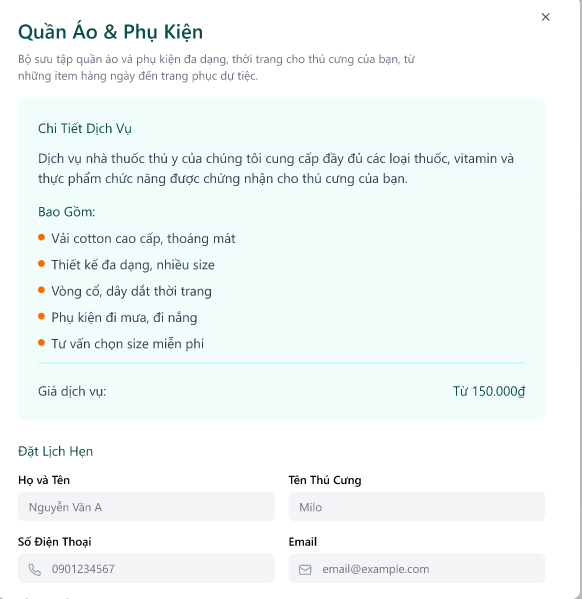 Quần Áo & Phụ Kiện
Bộ sưu tập quần áo và phụ kiện đa dạng, thời trang cho thú cưng của bạn, từ
những item hàng ngày đến trang phục dự tiệc.
Chi Tiết Dịch Vụ
Dịch vụ nhà thuốc thú y của chúng tôi cung cấp đầy đủ các loại thuốc, vitamin và
thực phẩm chức năng được chứng nhận cho thú cưng của bạn.
Bao Gồm:
Vải cotton cao cấp, thoáng mát
Thiết kế đa dạng, nhiều size
Vòng cổ, dây dắt thời trang
Phụ kiện đi mưa, đi nắng
Tư vấn chọn size miễn phí
Giá dịch vụ: Từ 150.000₫
Đặt Lịch Hẹn
Họ và Tên Tên Thú Cưng
Nguyễn Văn A Milo
Số Điện Thoại Email
0901234567 email@example.com